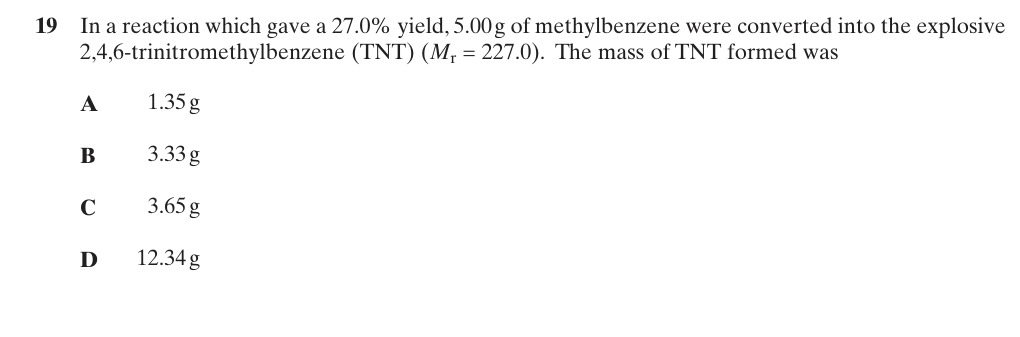 19 In a reaction which gave a 27.0% yield, 5.00 g of methylbenzene were converted into the explosive
2,4,6-trinitromethylbenzene (TNT) (Mr = 227.0). The mass of TNT formed was
A 1.35 g
B 3.33 g
C 3.65 g
D 12.34 g